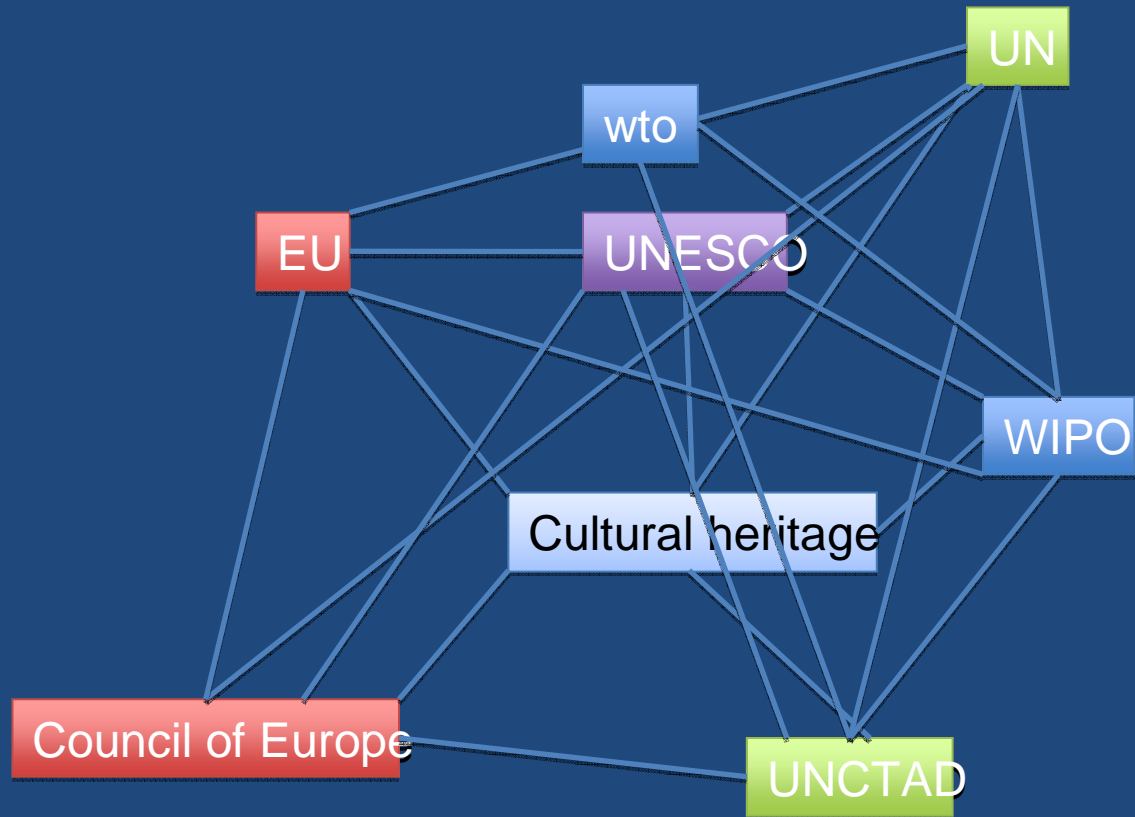 UN
wto
EU
UNESCO
WIPO
Cultural heritage
Council of Europe
UNCTAD